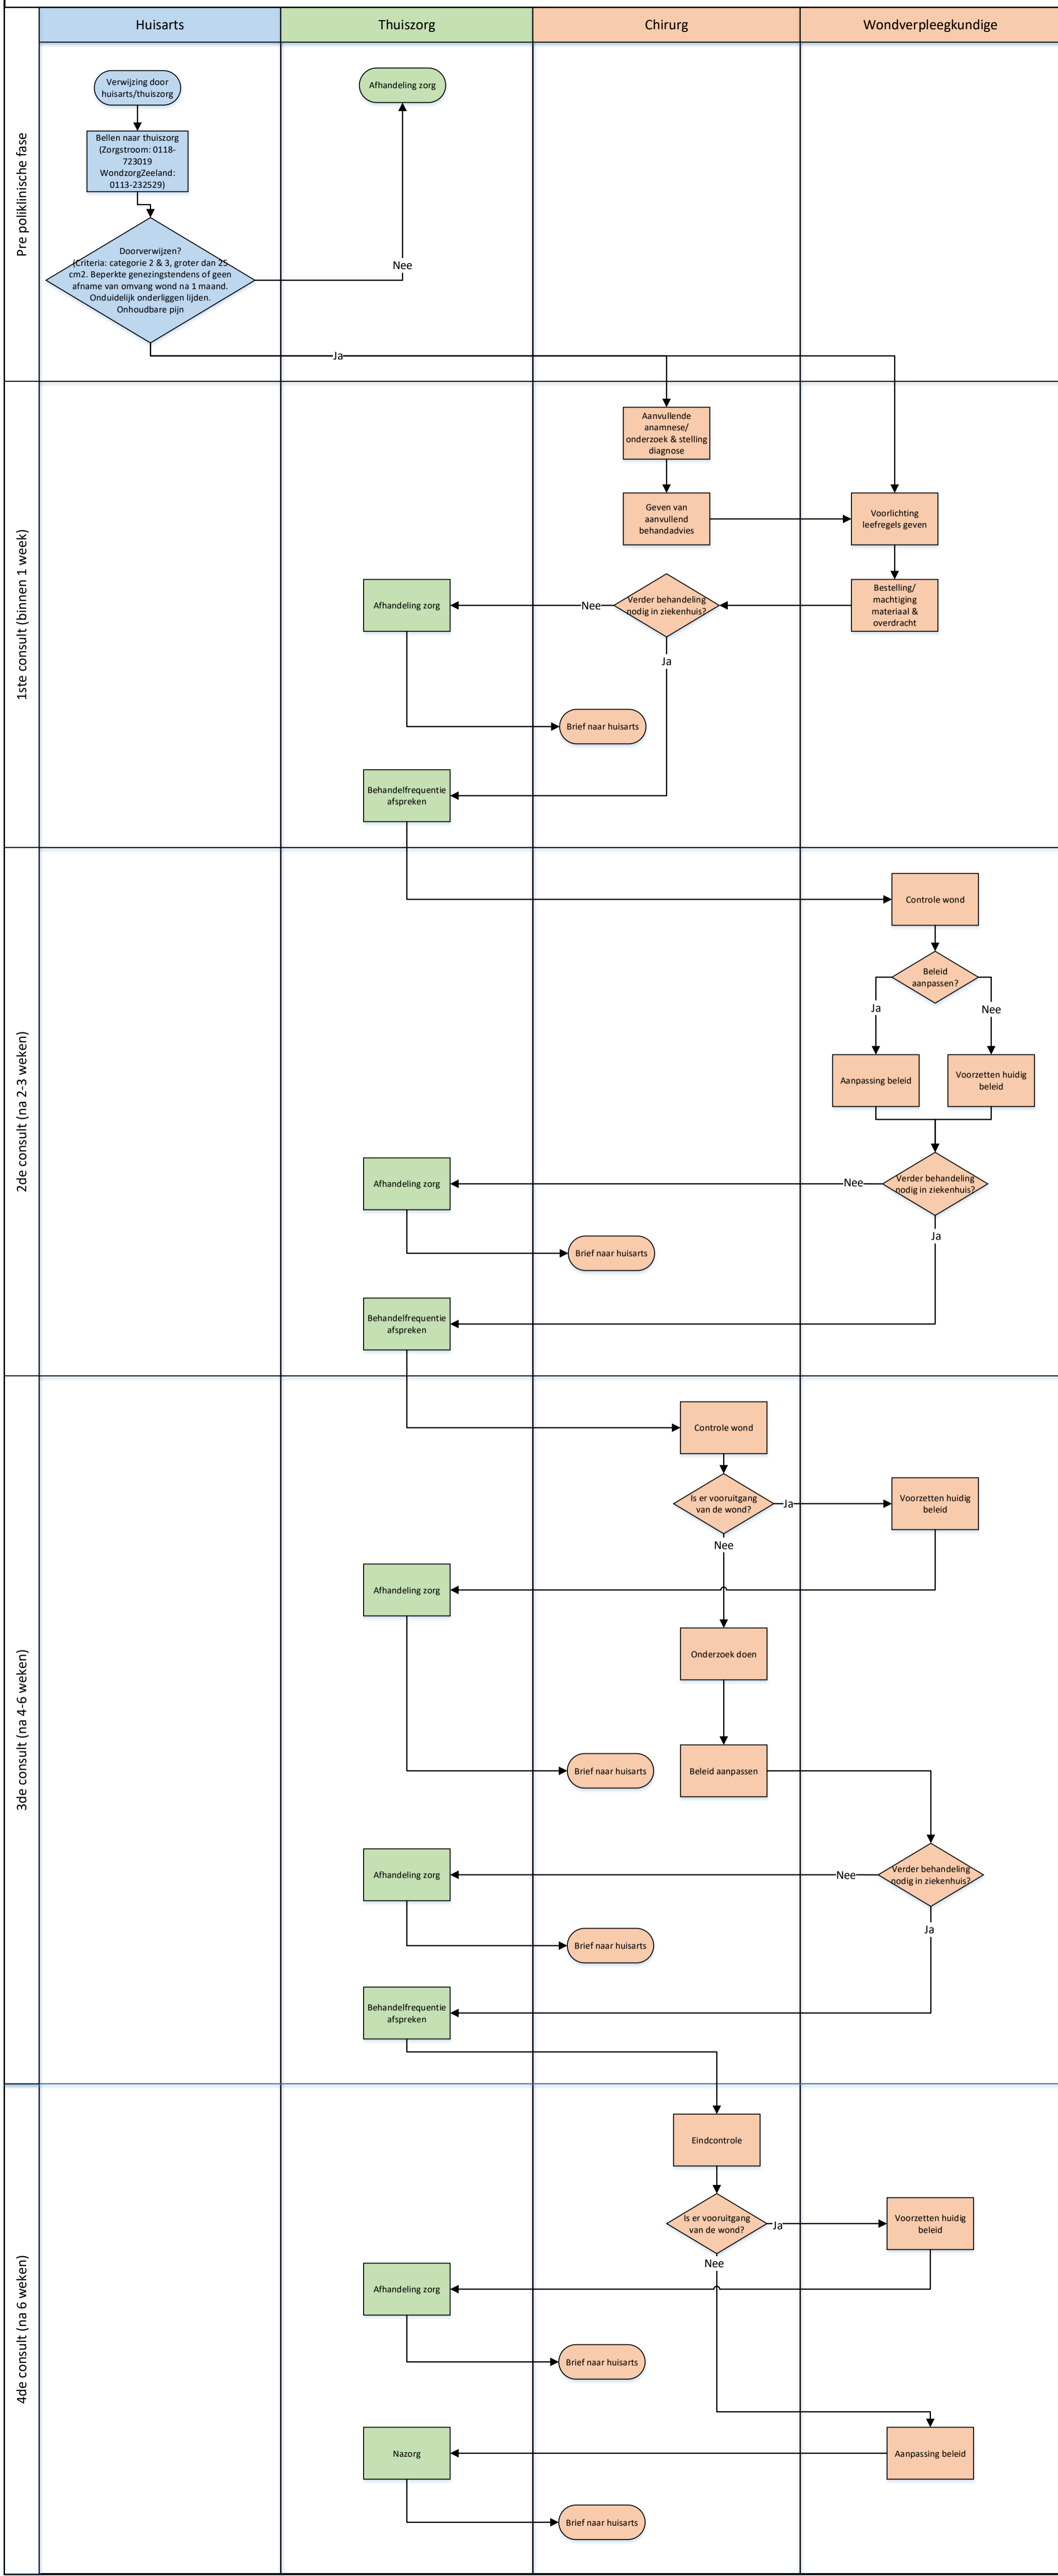 Huisarts
Thuiszorg
Chirurg
Wondverpleegkundige
Pre poliklinische fase
Verwijzing door
huisarts/thuiszorg
Afhandeling zorg
Bellen naar thuiszorg
(Zorgstroom: 0118-
723019
WondzorgZeeland:
0113-232529)
Doorverwijzen?
(Criteria: categorie 2 & 3, groter dan 25
cm2. Beperkte genezingstendens of geen
afname van omvang wond na 1 maand.
Onduidelijk onderliggen lijden.
Onhoudbare pijn
Nee
Ja
1ste consult (binnen 1 week)
Aanvullende
anamnese/
onderzoek & stelling
diagnose
Geven van
aanvullend
behandadvies
Voorlichting
leefregels geven
Afhandeling zorg
Nee
Verder behandeling
nodig in ziekenhuis?
Bestelling/
machtiging
materiaal &
overdracht
Ja
Brief naar huisarts
Behandelfrequentie
afspreken
2de consult (na 2-3 weken)
Controle wond
Beleid
aanpassen?
Ja
Nee
Aanpassing beleid
Voorzetten huidig
beleid
Afhandeling zorg
Nee
Verder behandeling
nodig in ziekenhuis?
Ja
Brief naar huisarts
Behandelfrequentie
afspreken
3de consult (na 4-6 weken)
Controle wond
Is er vooruitgang
van de wond?
Ja
Voorzetten huidig
beleid
Nee
Afhandeling zorg
Onderzoek doen
Brief naar huisarts
Beleid aanpassen
Afhandeling zorg
Nee
Verder behandeling
nodig in ziekenhuis?
Ja
Brief naar huisarts
Behandelfrequentie
afspreken
4de consult (na 6 weken)
Eindcontrole
Is er vooruitgang
van de wond?
Ja
Voorzetten huidig
beleid
Nee
Afhandeling zorg
Brief naar huisarts
Nazorg
Aanpassing beleid
Brief naar huisarts